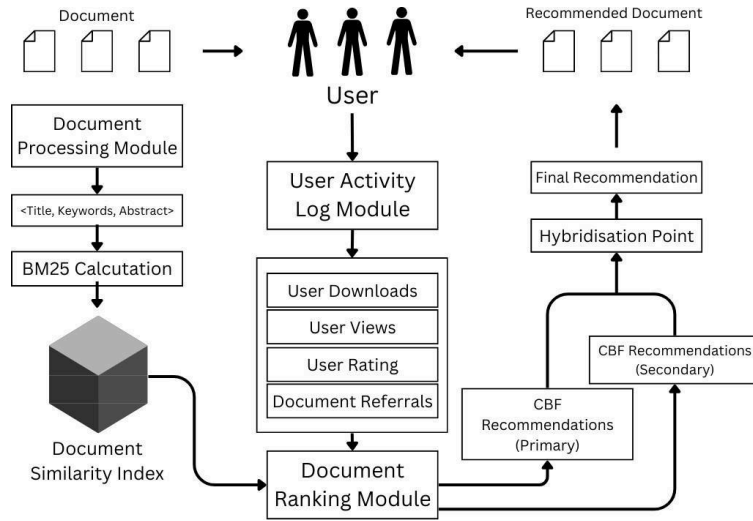 Document
Recommended Document
User
Document
Processing Module
<Title, Keywords, Abstract>
BM25 Calcutation
Document
Similarity Index
User Activity
Log Module
User Downloads
User Views
User Rating
Document Referrals
Document
Ranking Module
CBF
Recommendations
(Primary)
CBF Recommendations
(Secondary)
Hybridisation Point
Final Recommendation